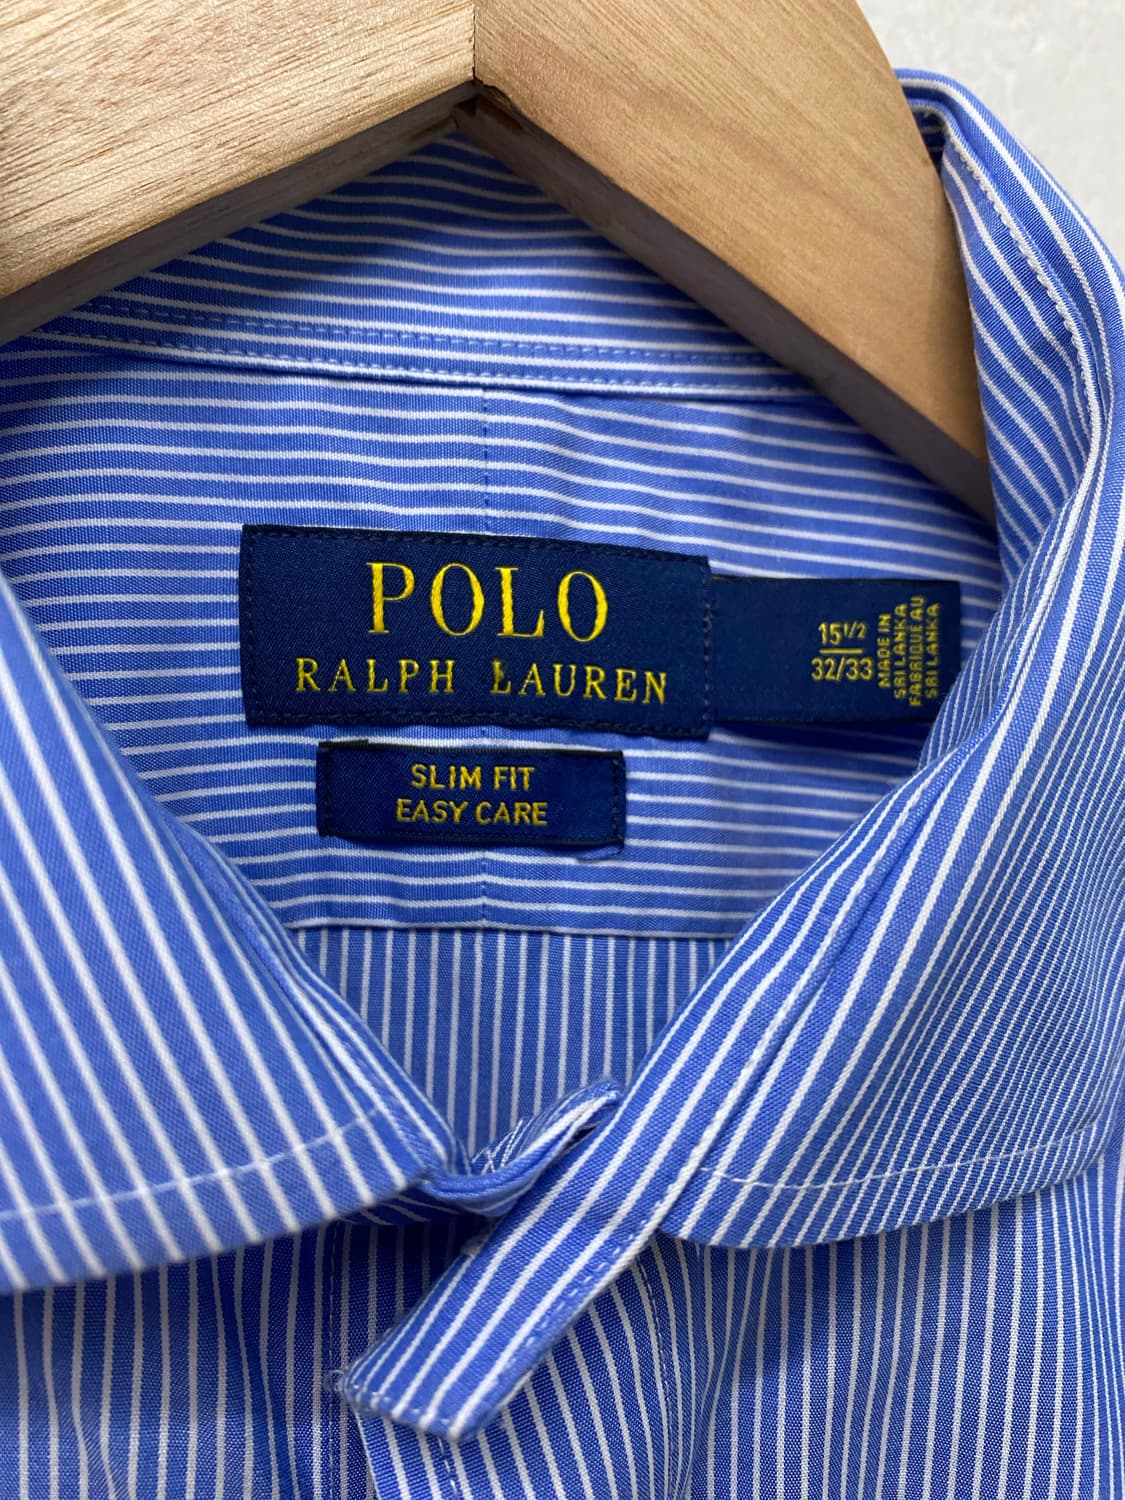 POLO
RALPH LAUREN
15 1/2
32/33
MADE IN
SRI LANKA
FABRIQUE AU
SRI LANKA
SLIM FIT
EASY CARE